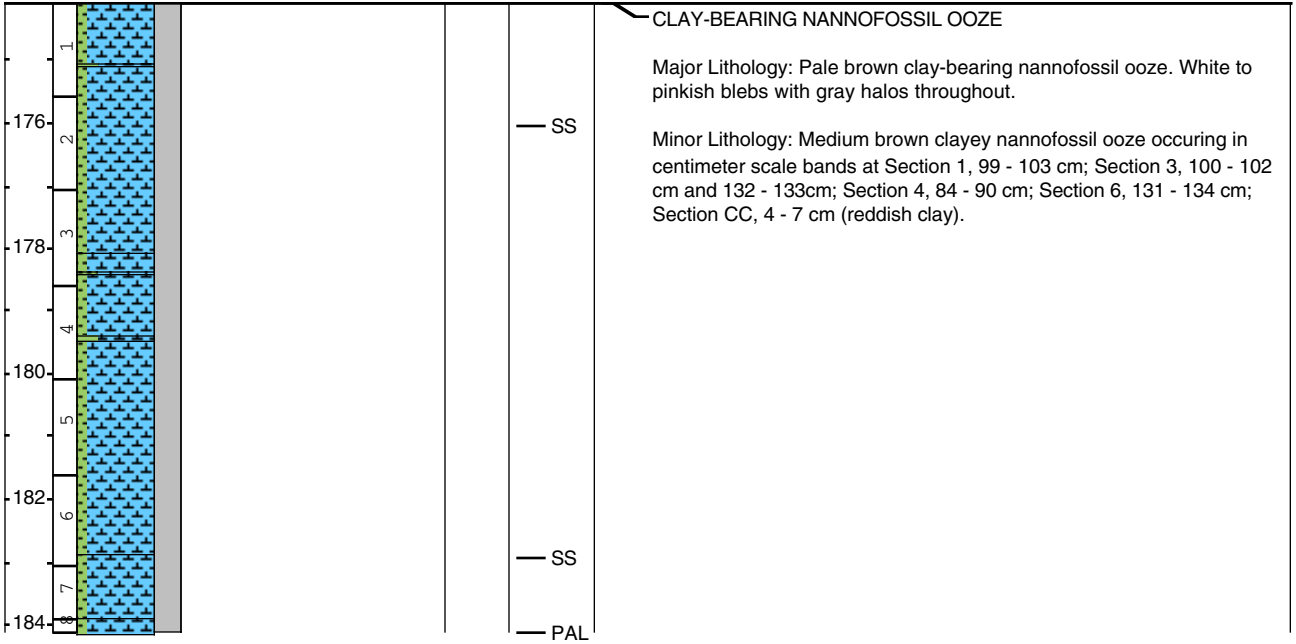 CLAY-BEARING NANNOFOSSIL OOZE
Major Lithology: Pale brown clay-bearing nannofossil ooze. White to
pinkish blebs with gray halos throughout.
Minor Lithology: Medium brown clayey nannofossil ooze occuring in
centimeter scale bands at Section 1, 99 - 103 cm; Section 3, 100 - 102
cm and 132 - 133cm; Section 4, 84 - 90 cm; Section 6, 131 - 134 cm;
Section CC, 4 - 7 cm (reddish clay).
1
176
2
SS
3
178
4
180
5
182
6
SS
7
184
8
PAL